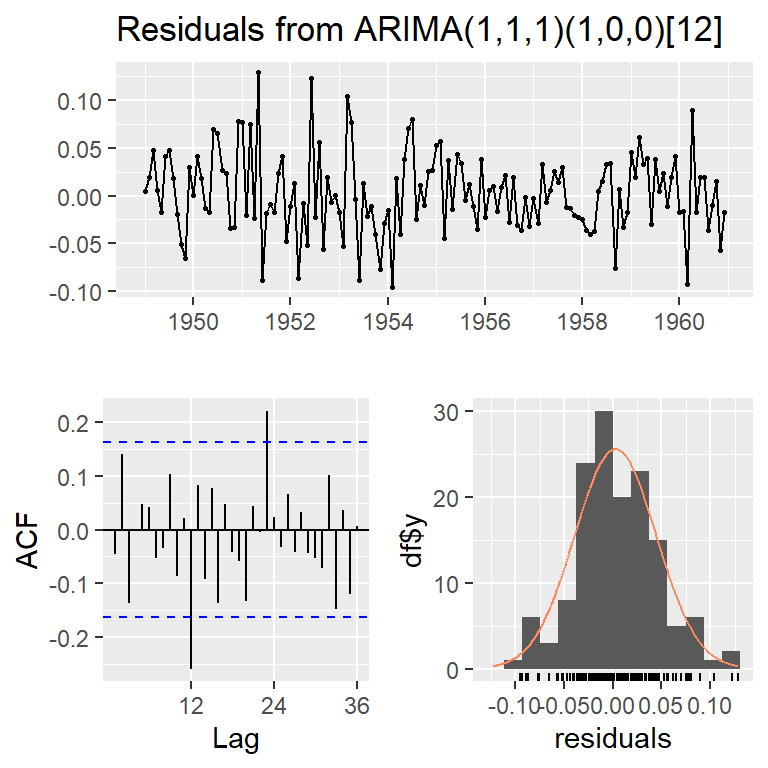 Residuals from ARIMA(1,1,1)(1,0,0)[12]
0.10
0.05
0.00
-0.05
-0.10
1950 1952 1954 1956 1958 1960
ACF
0.2
0.1
0.0
-0.1
-0.2
12 24 36
Lag
df$y
30
20
10
0
-0.10 -0.05 0.00 0.05 0.10
residuals